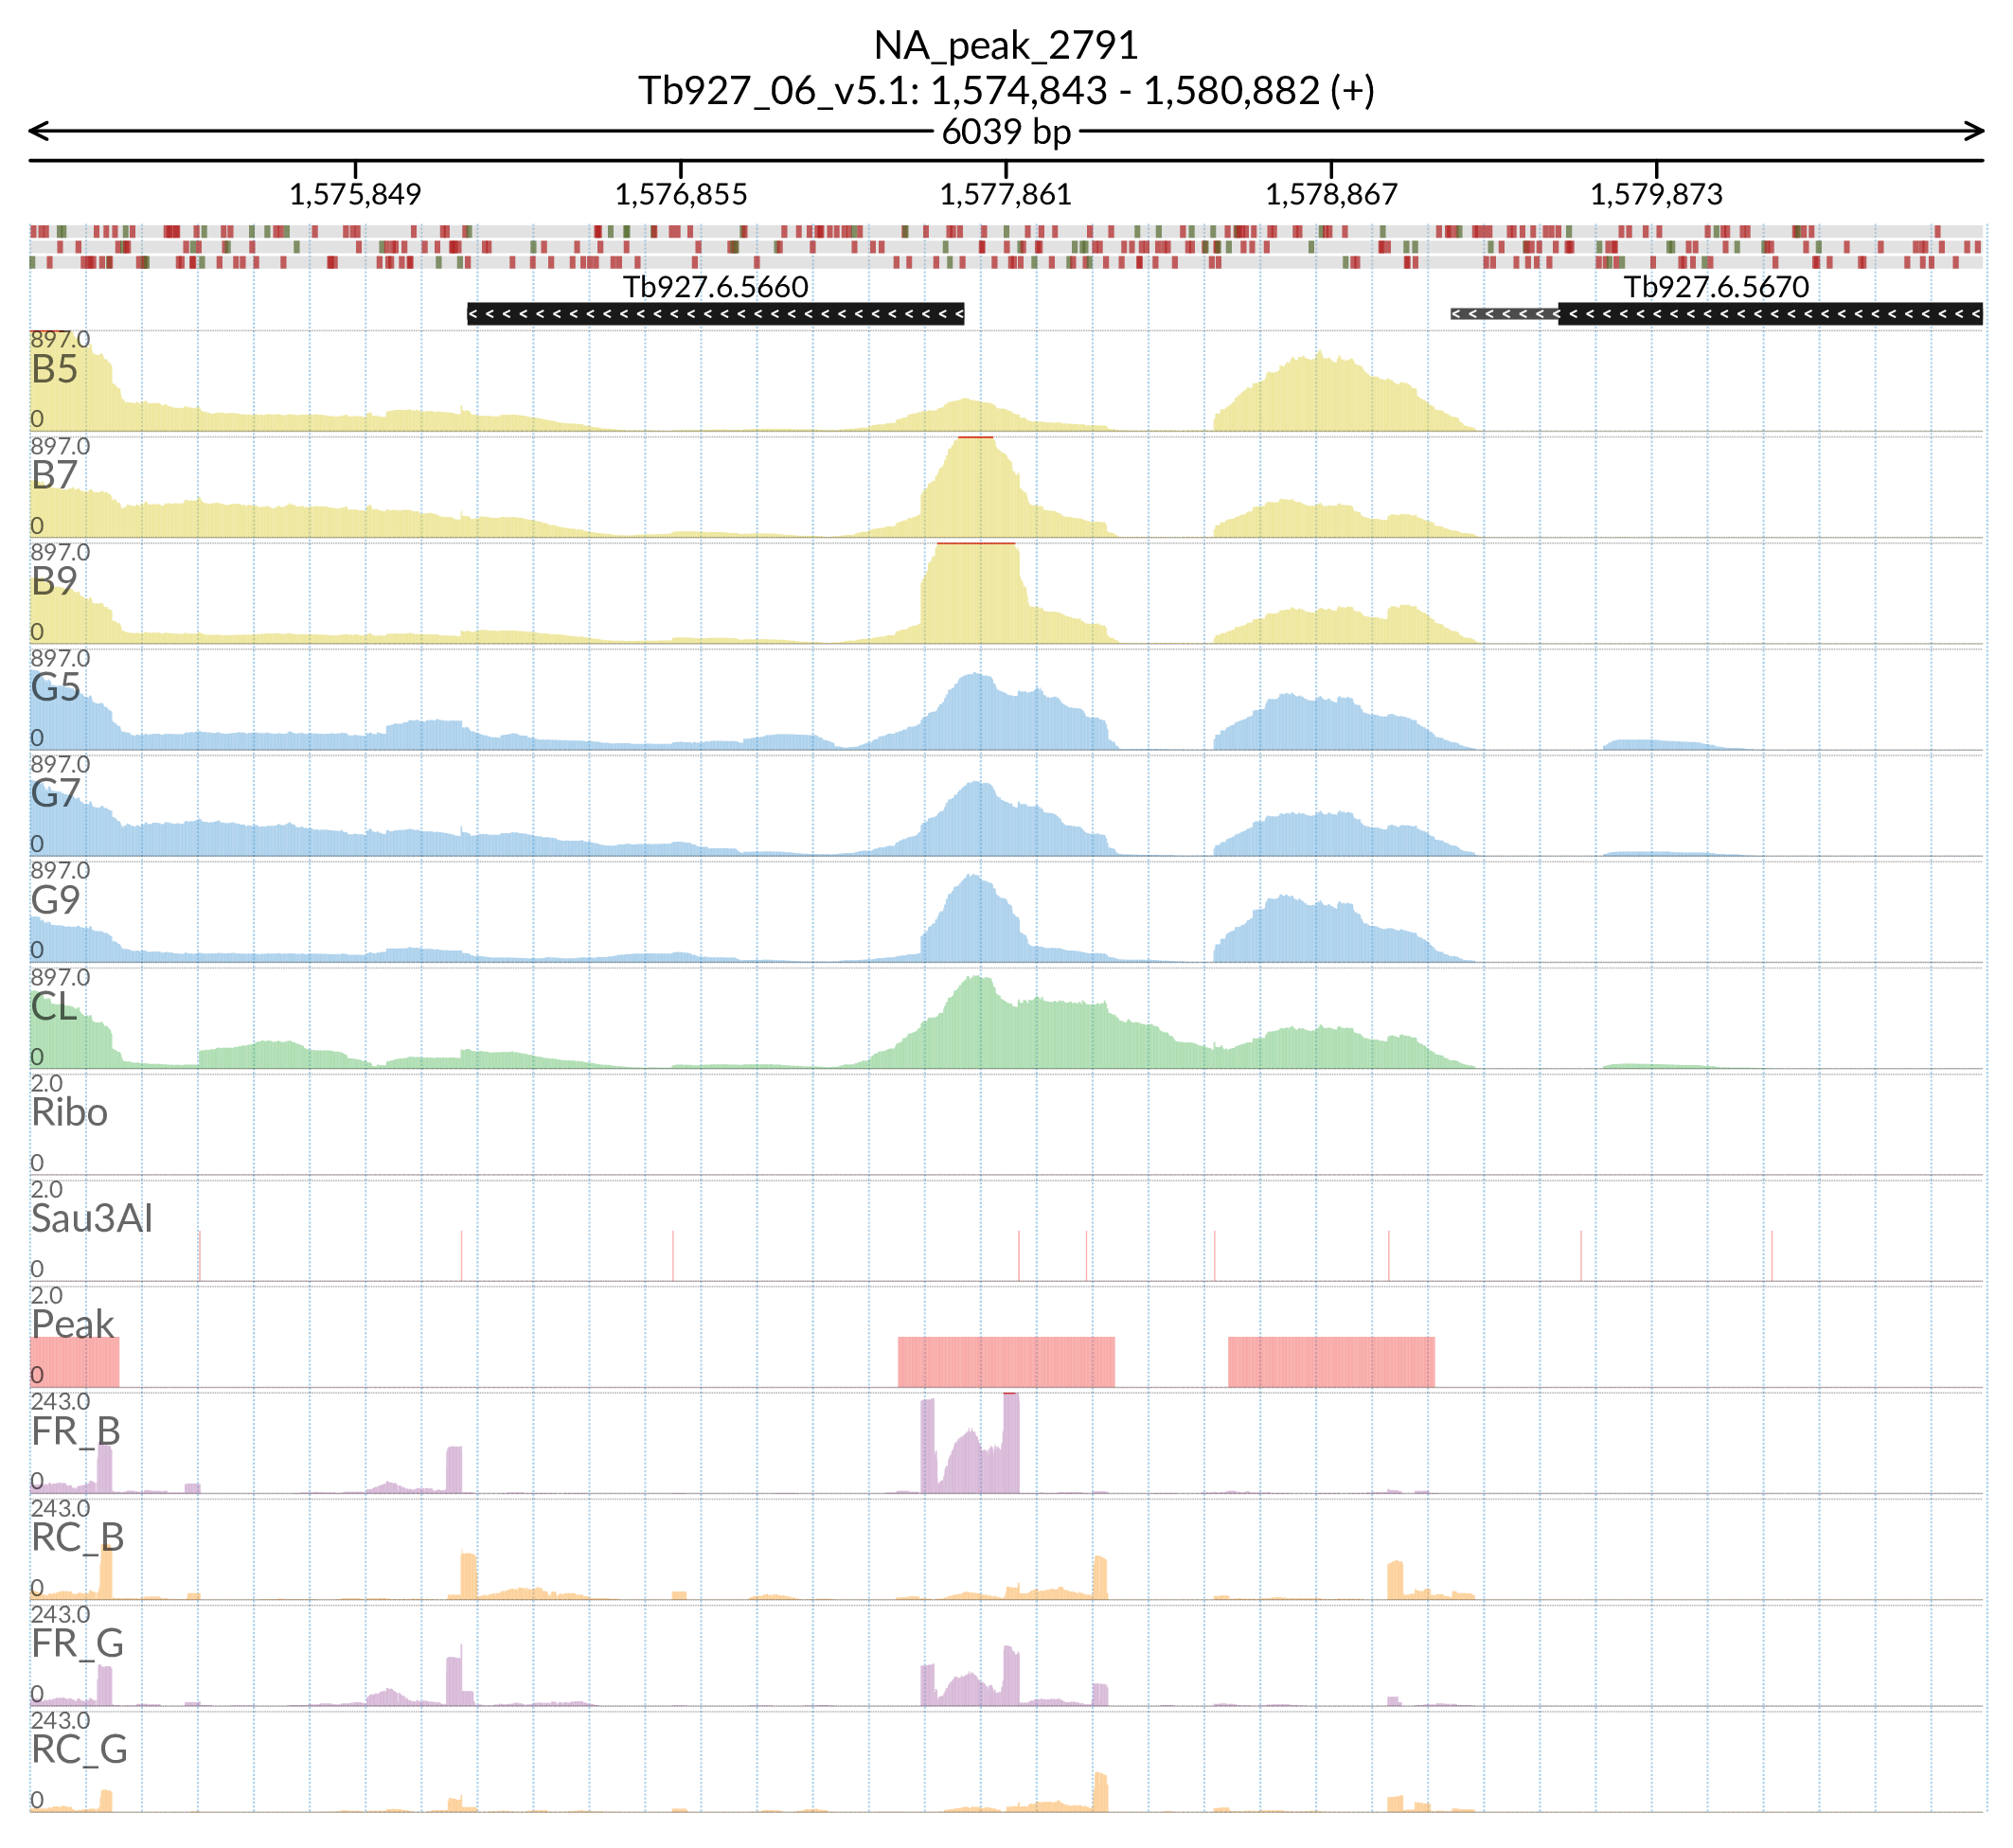 NA_peak_2791
Tb927_06_v5.1: 1,574,843 - 1,580,882 (+)
6039 bp
1,575,849 1,576,855 1,577,861 1,578,867 1,579,873
Tb927.6.5660 Tb927.6.5670
897.0
B5
0
897.0
B7
0
897.0
B9
0
897.0
G5
0
897.0
G7
0
897.0
G9
0
897.0
CL
0
2.0
Ribo
0
2.0
Sau3AI
0
2.0
Peak
0
243.0
FR_B
0
243.0
RC_B
0
243.0
FR_G
0
243.0
RC_G
0